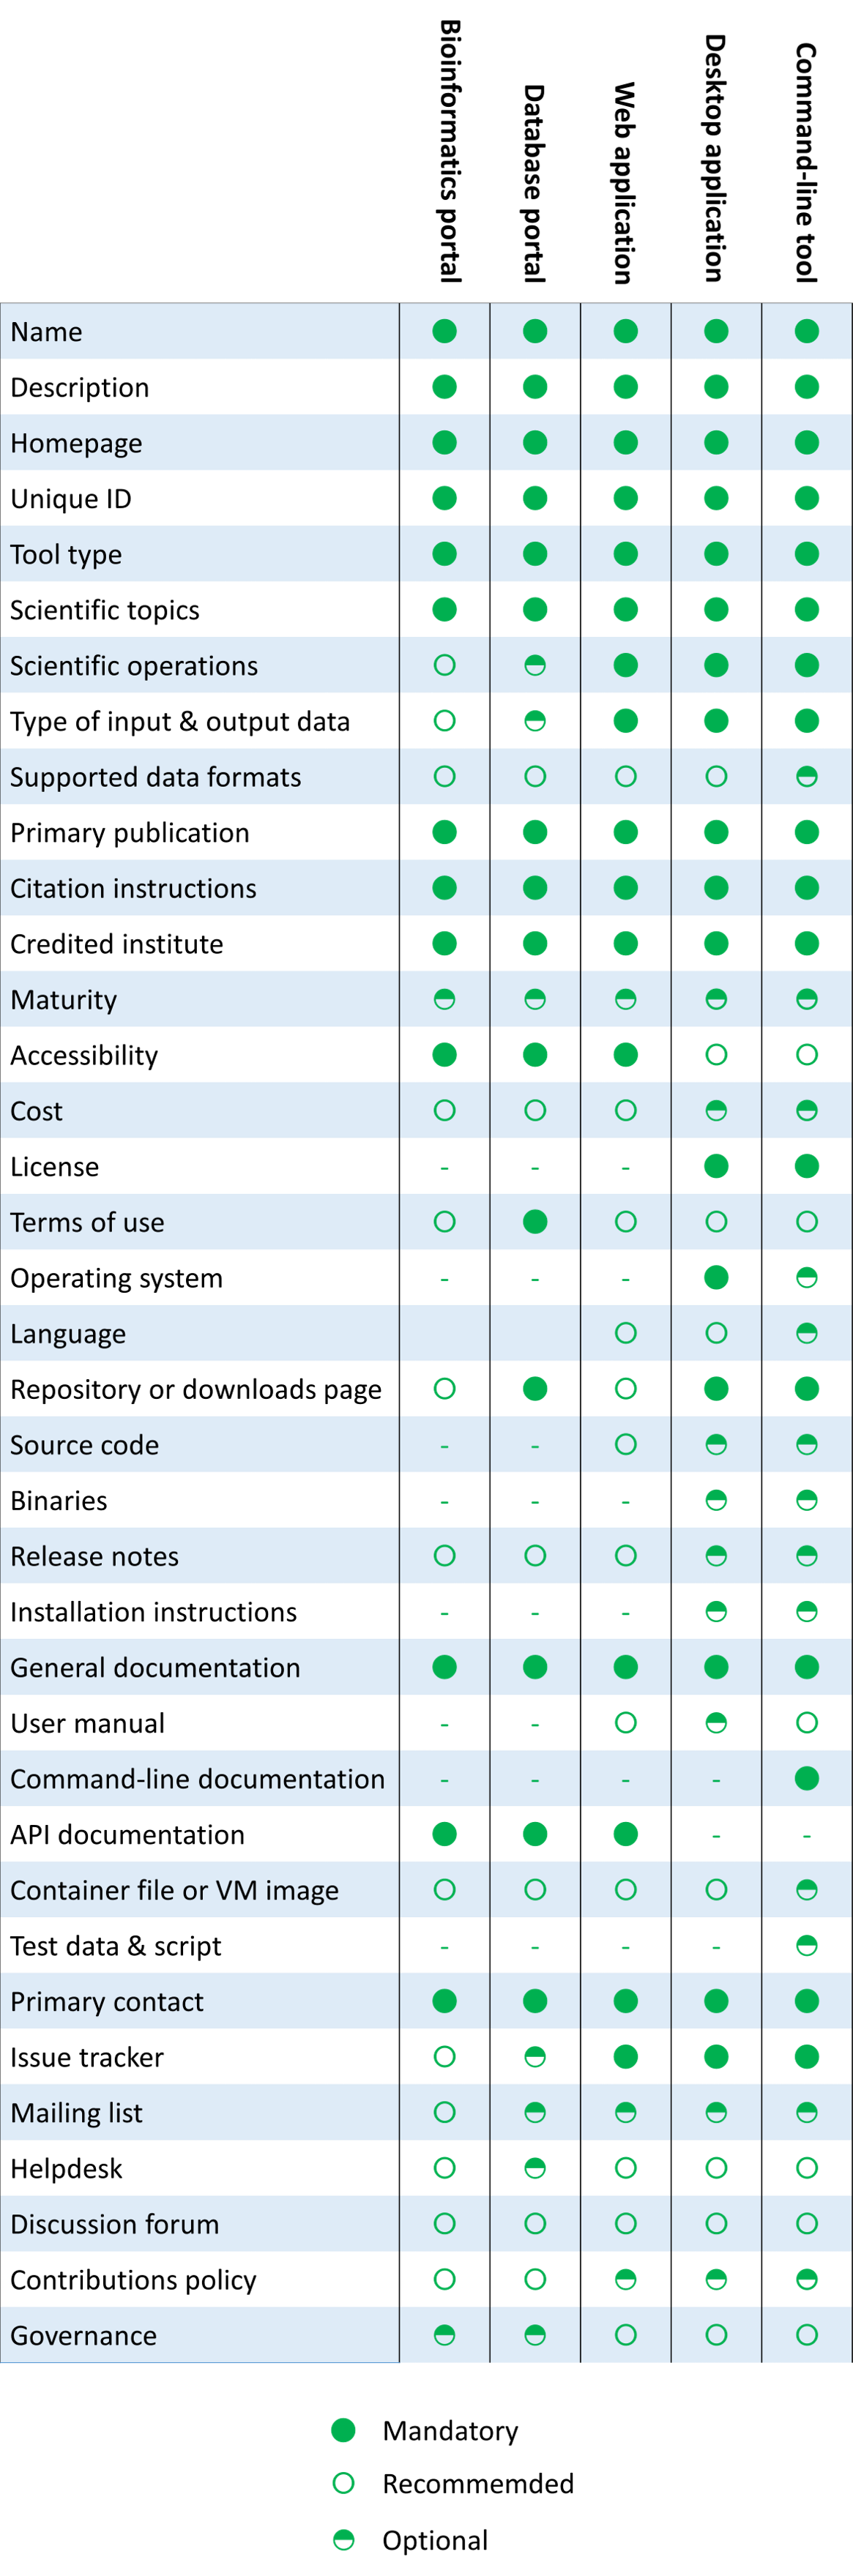 Bioinformatics portal
Database portal
Web application
Desktop application
Command-line tool
Name
Description
Homepage
Unique ID
Tool type
Scientific topics
Scientific operations
Type of input & output data
Supported data formats
Primary publication
Citation instructions
Credited institute
Maturity
Accessibility
Cost
License
- - -
Terms of use
Operating system
- - -
Language
Repository or downloads page
Source code
- -
Binaries
- - -
Release notes
Installation instructions
- - -
General documentation
User manual
- -
Command-line documentation
- - - -
API documentation
- -
Container file or VM image
Test data & script
- - - -
Primary contact
Issue tracker
Mailing list
Helpdesk
Discussion forum
Contributions policy
Governance
Mandatory
Recommemded
Optional